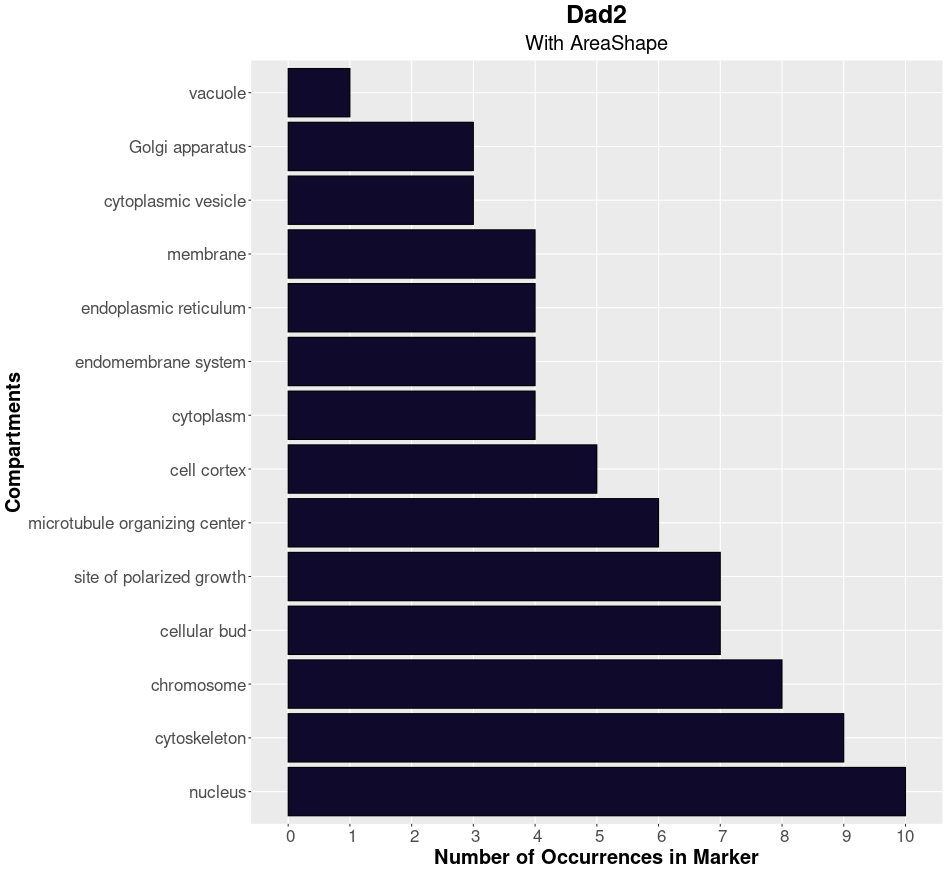 Dad2
With AreaShape
vacuole
Golgi apparatus
cytoplasmic vesicle
membrane
endoplasmic reticulum
endomembrane system
cytoplasm
cell cortex
microtubule organizing center
site of polarized growth
cellular bud
chromosome
cytoskeleton
nucleus
Compartments
0 1 2 3 4 5 6 7 8 9 10
Number of Occurrences in Marker